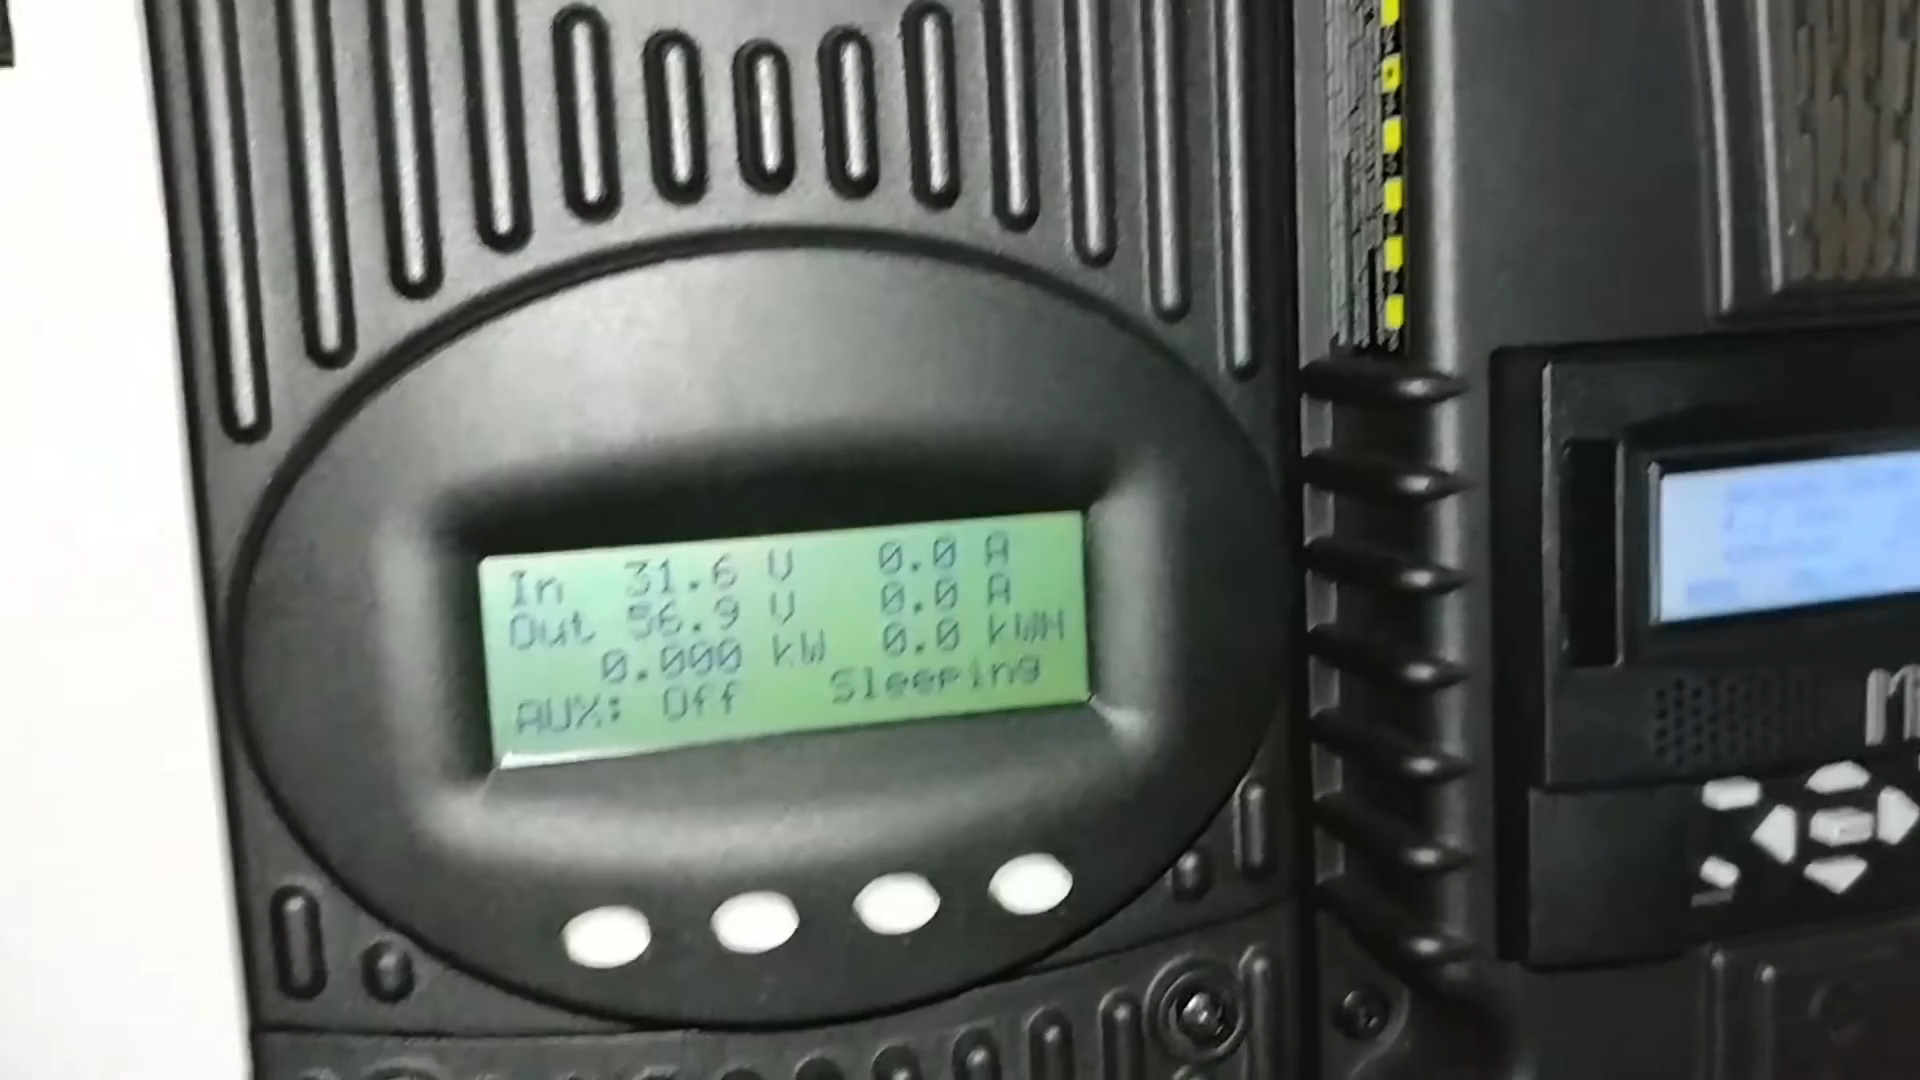 In 31.6 V 0.0 A
Out 56.9 V 0.0 A
0.000 kW 0.0 kWH
AUX: Off Sleeping